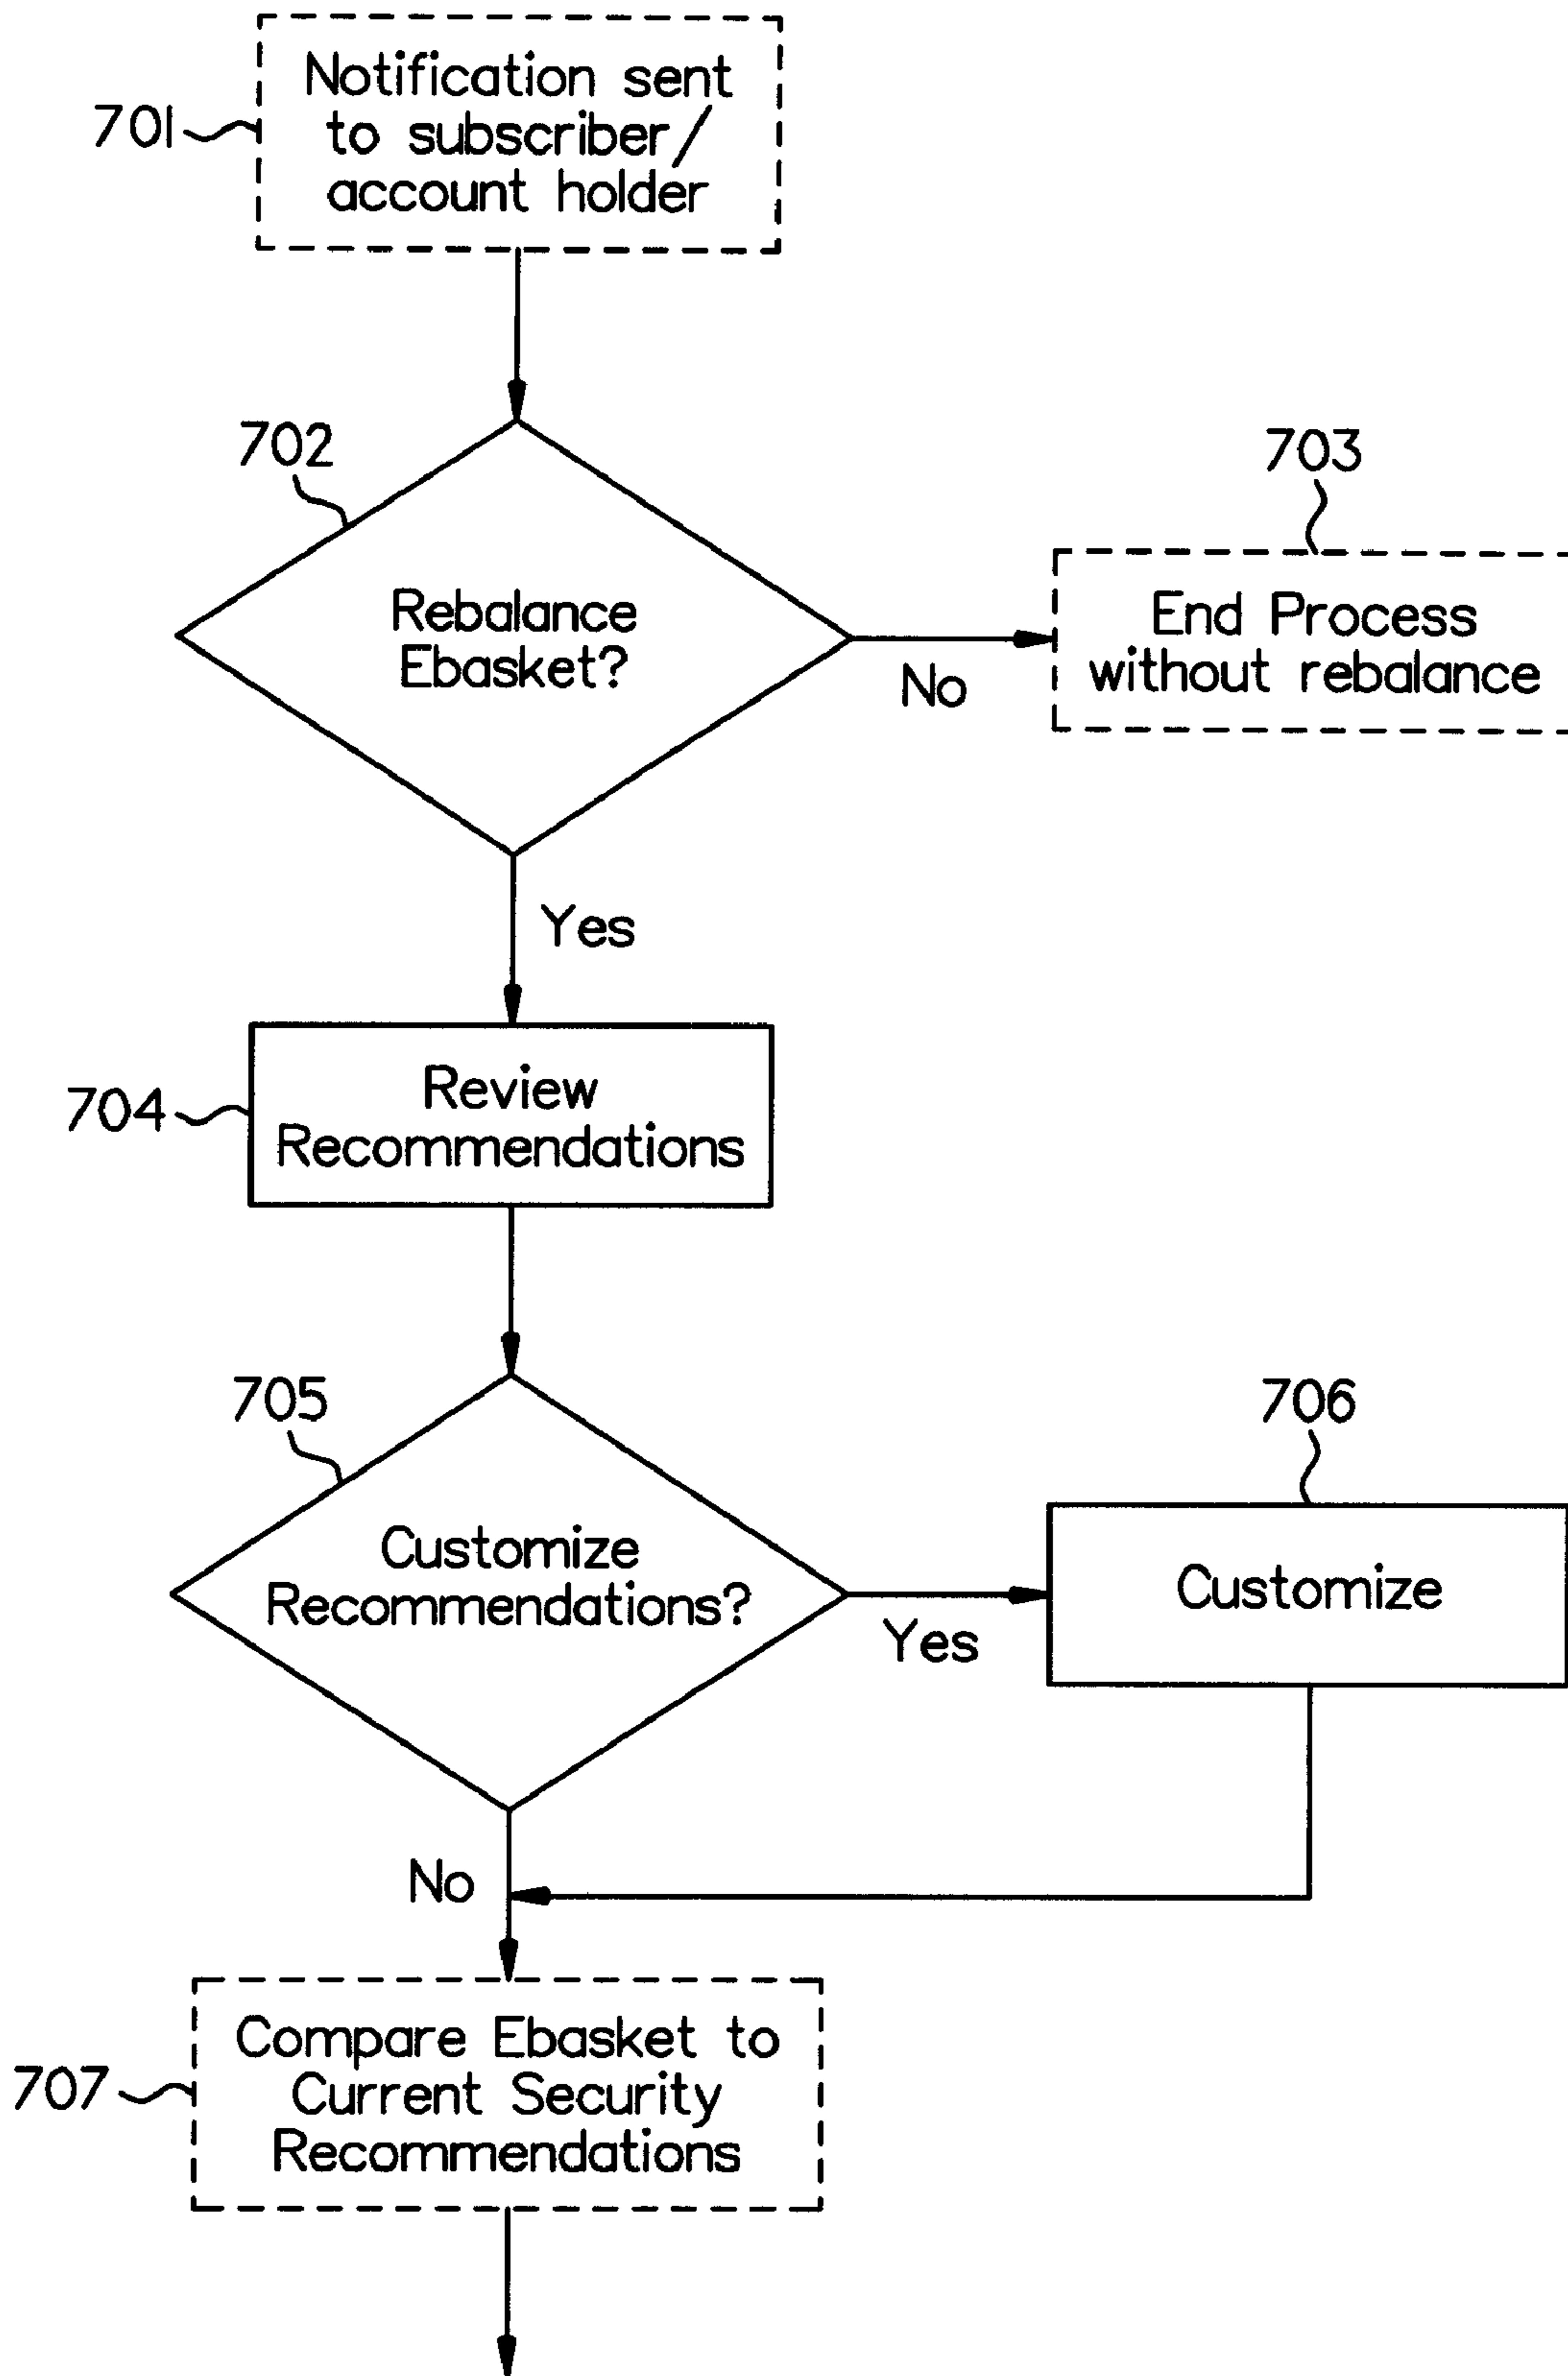 Notification sent
to subscriber/
account holder
701
702
Rebalance
Ebasket?
No
703
End Process
without rebalance
Yes
704
Review
Recommendations
705
Customize
Recommendations?
Yes
706
Customize
No
707
Compare Ebasket to
Current Security
Recommendations